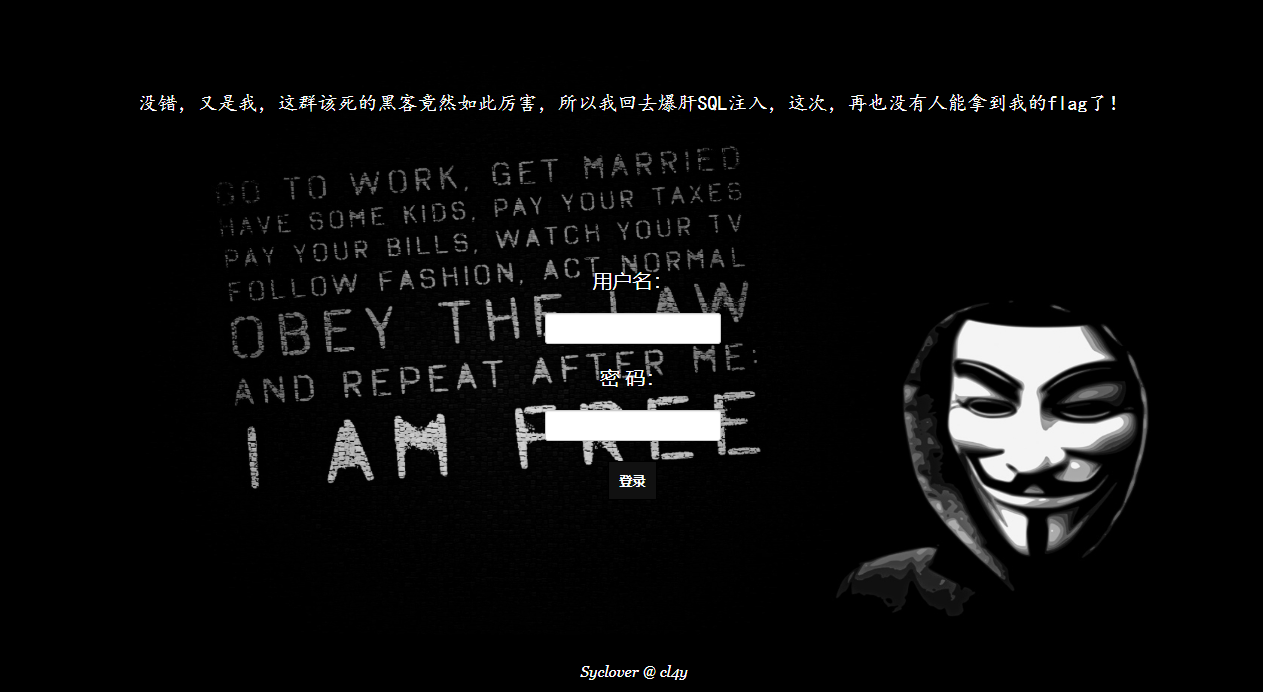 没错，又是我，这群该死的黑客竟然如此厉害，所以我回去爆肝SQL注入，这次，再也没有人能拿到我的flag了！
GO TO WORK, GET MARRIED
HAVE SOME KIDS, PAY YOUR TAXES
PAY YOUR BILLS, WATCH YOUR TV
FOLLOW FASHION, ACT NORMAL
OBEY THE LAW
AND REPEAT AFTER ME:
I AM FREE
用户名：
密 码：
登录
Syclover @ cl4y